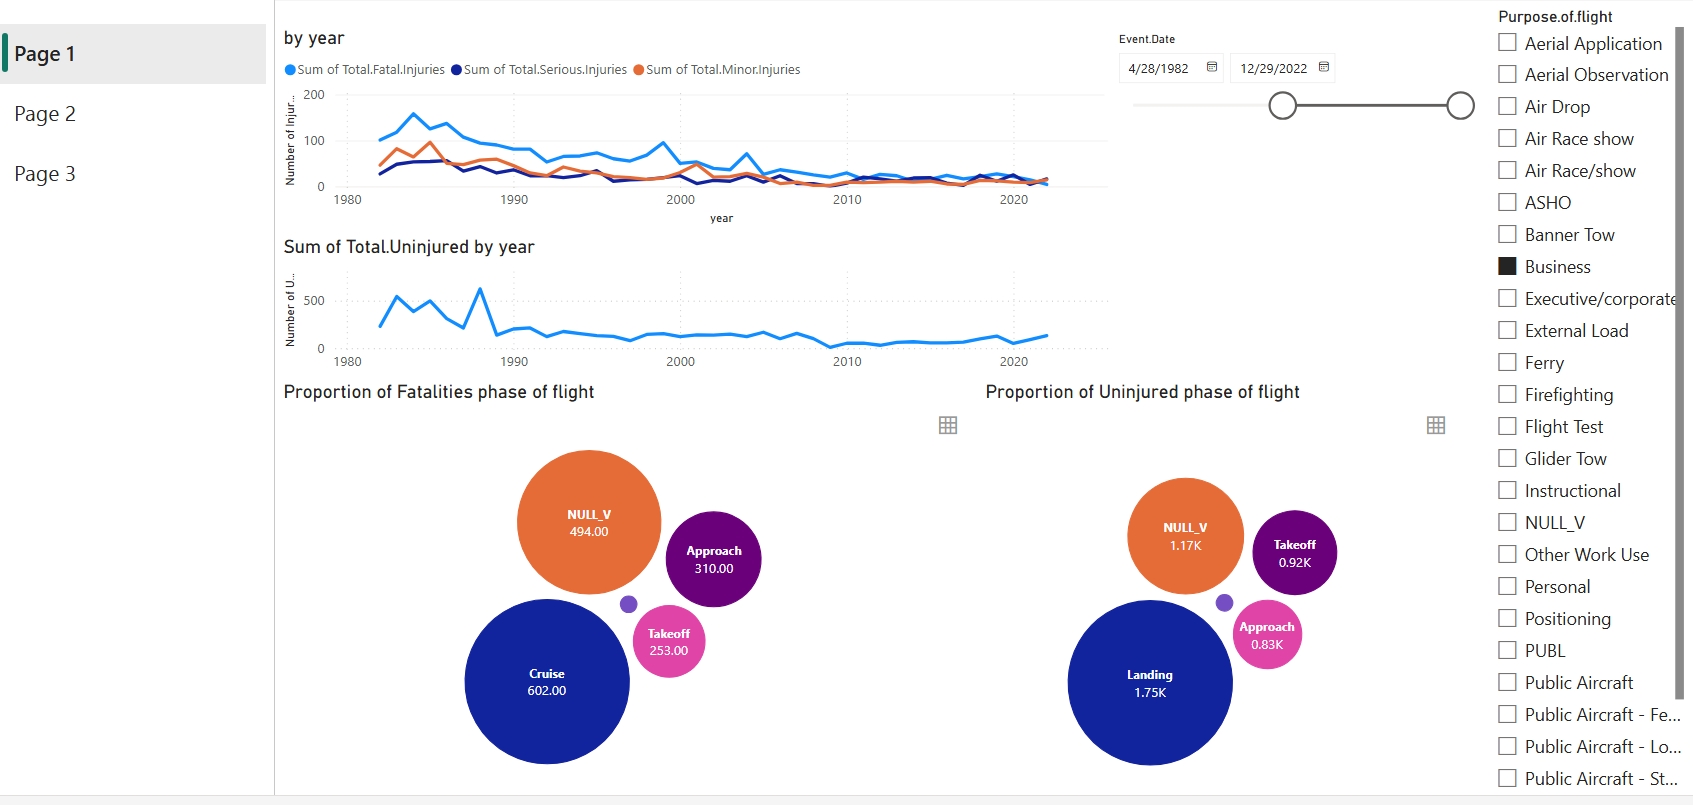 Page 1
Page 2
Page 3
by year
Sum of Total.Fatal.Injuries Sum of Total.Serious.Injuries Sum of Total.Minor.Injuries
Number of Injur...
200
100
0
1980 1990 2000 2010 2020
year
Event.Date
4/28/1982 12/29/2022
Sum of Total.Uninjured by year
Number of U...
500
0
1980 1990 2000 2010 2020
Proportion of Fatalities phase of flight
NULL_V
494.00
Approach
310.00
Takeoff
253.00
Cruise
602.00
Proportion of Uninjured phase of flight
NULL_V
1.17K
Takeoff
0.92K
Approach
0.83K
Landing
1.75K
Purpose.of.flight
Aerial Application
Aerial Observation
Air Drop
Air Race show
Air Race/show
ASHO
Banner Tow
Business
Executive/corporate
External Load
Ferry
Firefighting
Flight Test
Glider Tow
Instructional
NULL_V
Other Work Use
Personal
Positioning
PUBL
Public Aircraft
Public Aircraft - Fe...
Public Aircraft - Lo...
Public Aircraft - St...